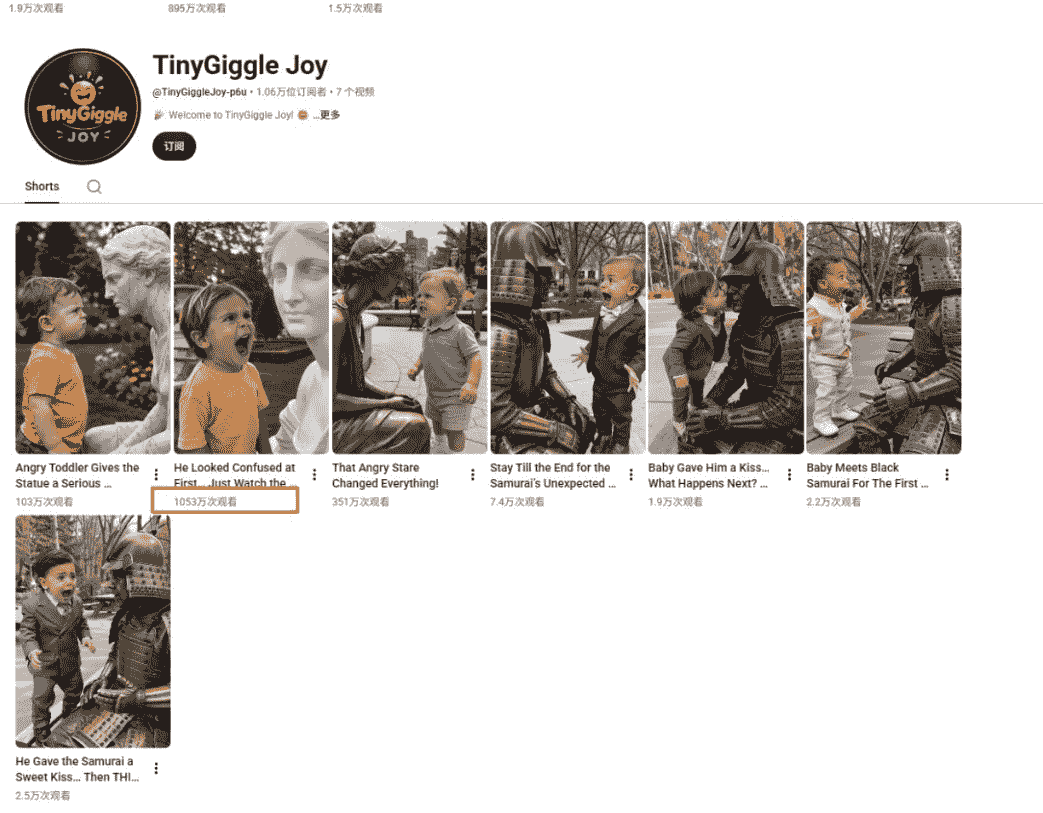 1.9万次观看
895万次观看
1.5万次观看
TinyGiggle
JOY
TinyGiggle Joy
@TinyGiggleJoy-p6u • 1.06万位订阅者 • 7 个视频
🎉 Welcome to TinyGiggle Joy! 😊 ...更多
订阅
Shorts
Angry Toddler Gives the
Statue a Serious ...
103万次观看
He Looked Confused at
First... Just Watch the ...
1053万次观看
That Angry Stare
Changed Everything!
351万次观看
Stay Till the End for the
Samurai's Unexpected ...
7.4万次观看
Baby Gave Him a Kiss...
What Happens Next? ...
1.9万次观看
Baby Meets Black
Samurai For The First ...
2.2万次观看
He Gave the Samurai a
Sweet Kiss... Then THI...
2.5万次观看